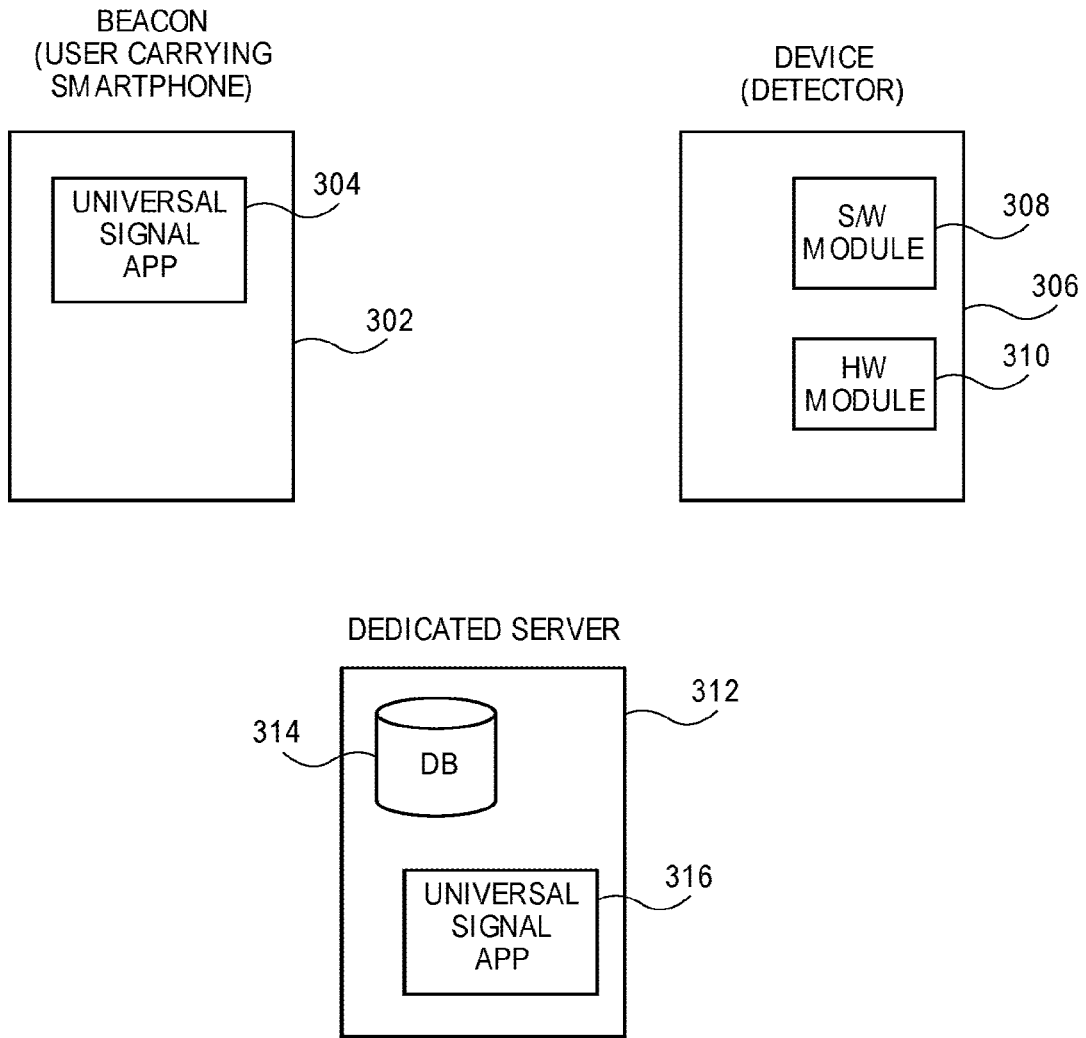 BEACON
(USER CARRYING
SMARTPHONE)
UNIVERSAL
SIGNAL
APP
304
302
DEVICE
(DETECTOR)
S/W
MODULE
308
306
HW
MODULE
310
DEDICATED SERVER
312
314
DB
UNIVERSAL
SIGNAL
APP
316